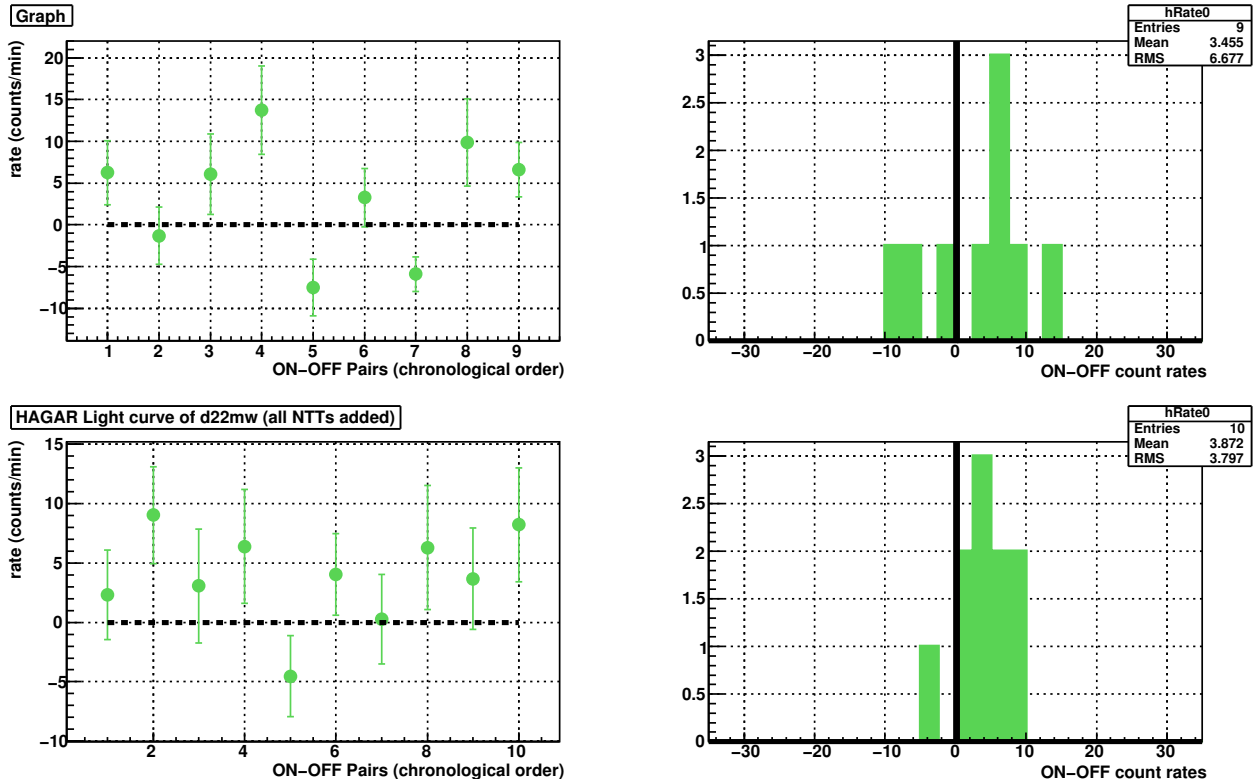 Graph
rate (counts/min)
20
15
10
5
0
−5
−10
1 2 3 4 5 6 7 8 9
ON−OFF Pairs (chronological order)
hRate0
Entries 9
Mean 3.455
RMS 6.677
3
2.5
2
1.5
1
0.5
0
−30 −20 −10 0 10 20 30
ON−OFF count rates
HAGAR Light curve of d22mw (all NTTs added)
rate (counts/min)
15
10
5
0
−5
−10
2 4 6 8 10
ON−OFF Pairs (chronological order)
hRate0
Entries 10
Mean 3.872
RMS 3.797
3
2.5
2
1.5
1
0.5
0
−30 −20 −10 0 10 20 30
ON−OFF count rates